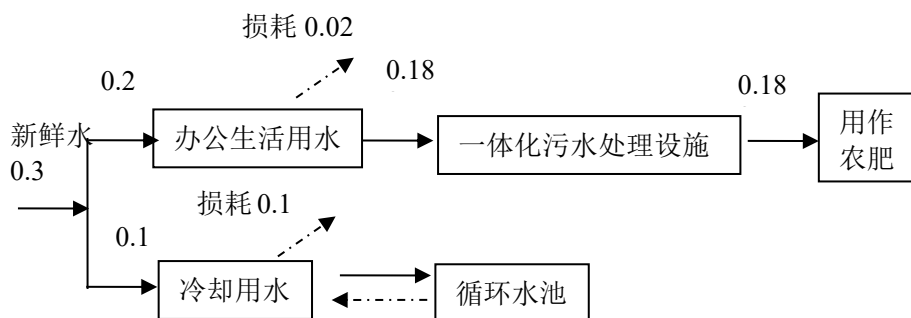 损耗 0.02
0.2
0.18
0.18
新鲜水
办公生活用水
一体化污水处理设施
用作
农肥
0.3
损耗 0.1
0.1
冷却用水
循环水池